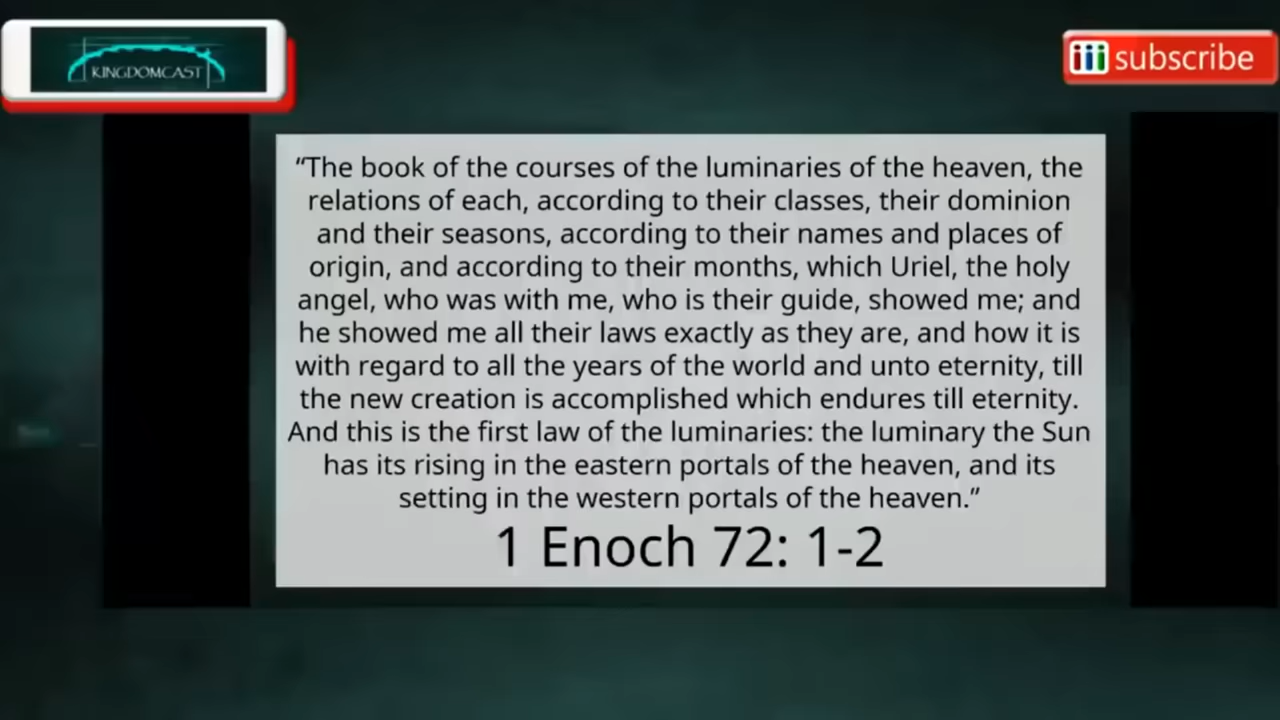 KINGDOMCAST
subscribe
“The book of the courses of the luminaries of the heaven, the
relations of each, according to their classes, their dominion
and their seasons, according to their names and places of
origin, and according to their months, which Uriel, the holy
angel, who was with me, who is their guide, showed me; and
he showed me all their laws exactly as they are, and how it is
with regard to all the years of the world and unto eternity, till
the new creation is accomplished which endures till eternity.
And this is the first law of the luminaries: the luminary the Sun
has its rising in the eastern portals of the heaven, and its
setting in the western portals of the heaven.”
1 Enoch 72: 1-2